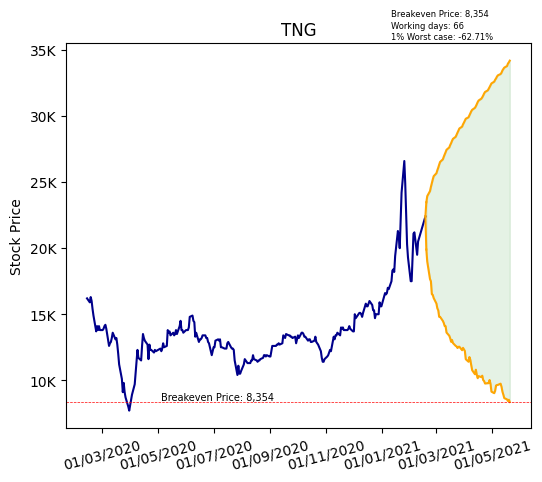 Breakeven Price: 8,354
Working days: 66
1% Worst case: -62.71%
TNG
35K
30K
25K
20K
15K
10K
Stock Price
Breakeven Price: 8,354
01/03/2020
01/05/2020
01/07/2020
01/09/2020
01/11/2020
01/01/2021
01/03/2021
01/05/2021